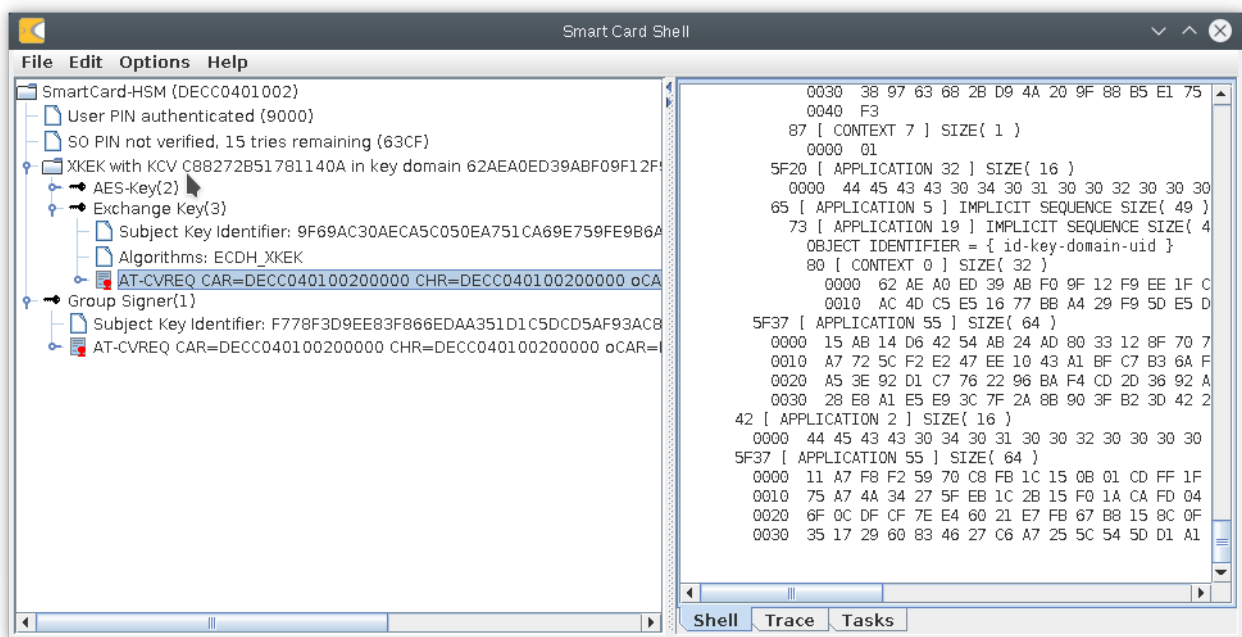 Smart Card Shell
File Edit Options Help
SmartCard-HSM (DECC0401002)
User PIN authenticated (9000)
SO PIN not verified, 15 tries remaining (63CF)
XKEK with KCV C88272B51781140A in key domain 62AEA0ED39ABF09F12F9
AES-Key(2)
Exchange Key(3)
Subject Key Identifier: 9F69AC30AECA5C050EA751CA69E759FE9B6A
Algorithms: ECDH_XKEK
AT-CVREQ CAR=DECC040100200000 CHR=DECC040100200000 oCA
Group Signer(1)
Subject Key Identifier: F778F3D9EE83F866EDAA351D1C5DCD5AF93AC8
AT-CVREQ CAR=DECC040100200000 CHR=DECC040100200000 oCAR=
0030 38 97 63 68 2B D9 4A 20 9F 88 B5 E1 75
0040 F3
87 [ CONTEXT 7 ] SIZE( 1 )
0000 01
5F20 [ APPLICATION 32 ] SIZE( 16 )
0000 44 45 43 43 30 34 30 31 30 30 32 30 30 30
65 [ APPLICATION 5 ] IMPLICIT SEQUENCE SIZE( 49 )
73 [ APPLICATION 19 ] IMPLICIT SEQUENCE SIZE( 4
OBJECT IDENTIFIER = { id-key-domain-uid }
80 [ CONTEXT 0 ] SIZE( 32 )
0000 62 AE A0 ED 39 AB F0 9F 12 F9 EE 1F C
0010 AC 4D C5 E5 16 77 BB A4 29 F9 5D E5 D
5F37 [ APPLICATION 55 ] SIZE( 64 )
0000 15 AB 14 D6 42 54 AB 24 AD 80 33 12 8F 70 7
0010 A7 72 5C F2 E2 47 EE 10 43 A1 BF C7 B3 6A F
0020 A5 3E 92 D1 C7 76 22 96 BA F4 CD 2D 36 92 A
0030 28 E8 A1 E5 E9 3C 7F 2A 8B 90 3F B2 3D 42 2
42 [ APPLICATION 2 ] SIZE( 16 )
0000 44 45 43 43 30 34 30 31 30 30 32 30 30 30 30
5F37 [ APPLICATION 55 ] SIZE( 64 )
0000 11 A7 F8 F2 59 70 C8 FB 1C 15 0B 01 CD FF 1F
0010 75 A7 4A 34 27 5F EB 1C 2B 15 F0 1A CA FD 04
0020 6F 0C DF CF 7E E4 60 21 E7 FB 67 B8 15 8C 0F
0030 35 17 29 60 83 46 27 C6 A7 25 5C 54 5D D1 A1
Shell Trace Tasks